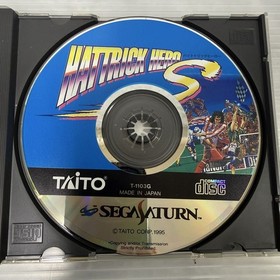 HATTRICK HERO
S
TAITO
T-1103G
MADE IN JAPAN
COMPACT
disc
SEGA SATURN
© TAITO CORP. 1995